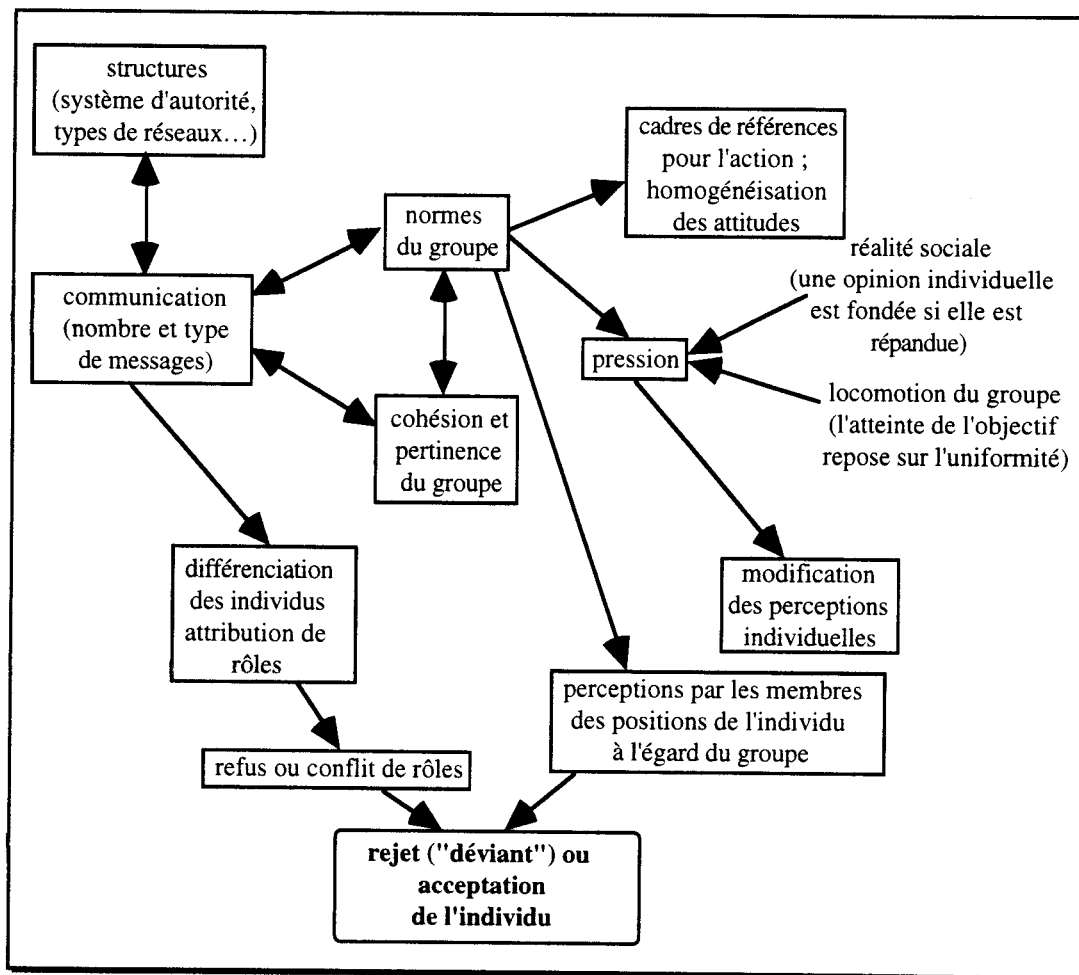 structures
(système d'autorité,
types de réseaux…)
cadres de références
pour l'action ;
homogénéisation
des attitudes
normes
du groupe
réalité sociale
(une opinion individuelle
est fondée si elle est
répandue)
communication
(nombre et type
de messages)
pression
locomotion du groupe
(l'atteinte de l'objectif
repose sur l'uniformité)
cohésion et
pertinence
du groupe
différenciation
des individus
attribution de
rôles
modification
des perceptions
individuelles
perceptions par les membres
des positions de l'individu
à l'égard du groupe
refus ou conflit de rôles
rejet ("déviant") ou
acceptation
de l'individu